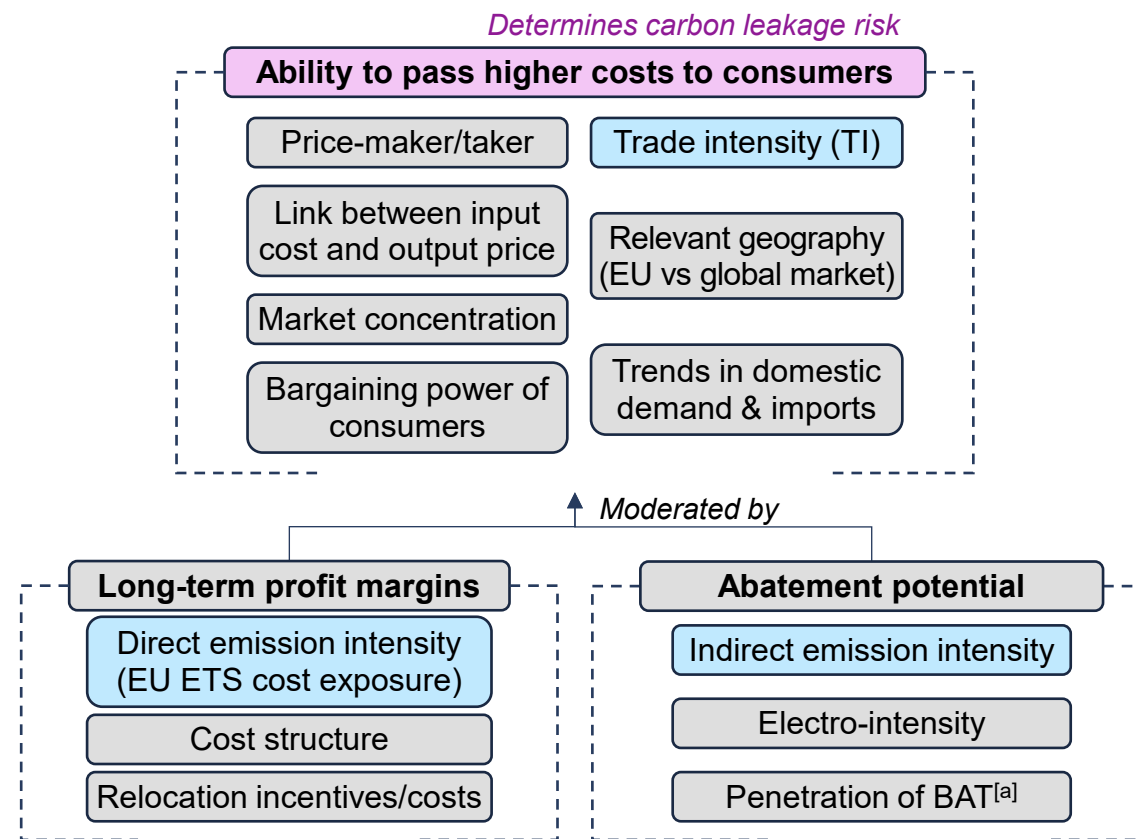 Determines carbon leakage risk
Ability to pass higher costs to consumers
Price-maker/taker
Link between input
cost and output price
Market concentration
Bargaining power of
consumers
Trade intensity (TI)
Relevant geography
(EU vs global market)
Trends in domestic
demand & imports
Moderated by
Long-term profit margins
Direct emission intensity
(EU ETS cost exposure)
Cost structure
Relocation incentives/costs
Abatement potential
Indirect emission intensity
Electro-intensity
Penetration of BAT[a]